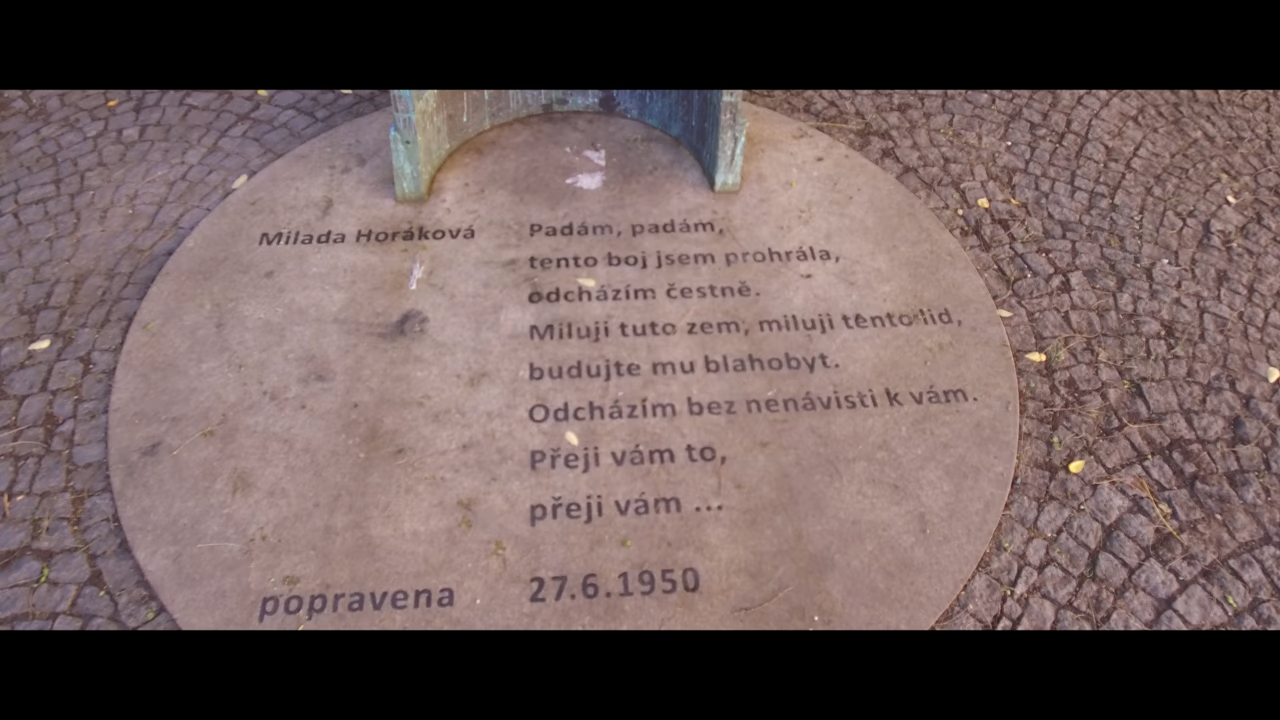 Milada Horáková
Padám, padám,
tento boj jsem prohrála,
odcházím čestně.
Miluji tuto zem, miluji tento lid,
budujte mu blahobyt.
Odcházím bez nenávisti k vám.
Přeji vám to,
přeji vám ...
popravena 27.6.1950